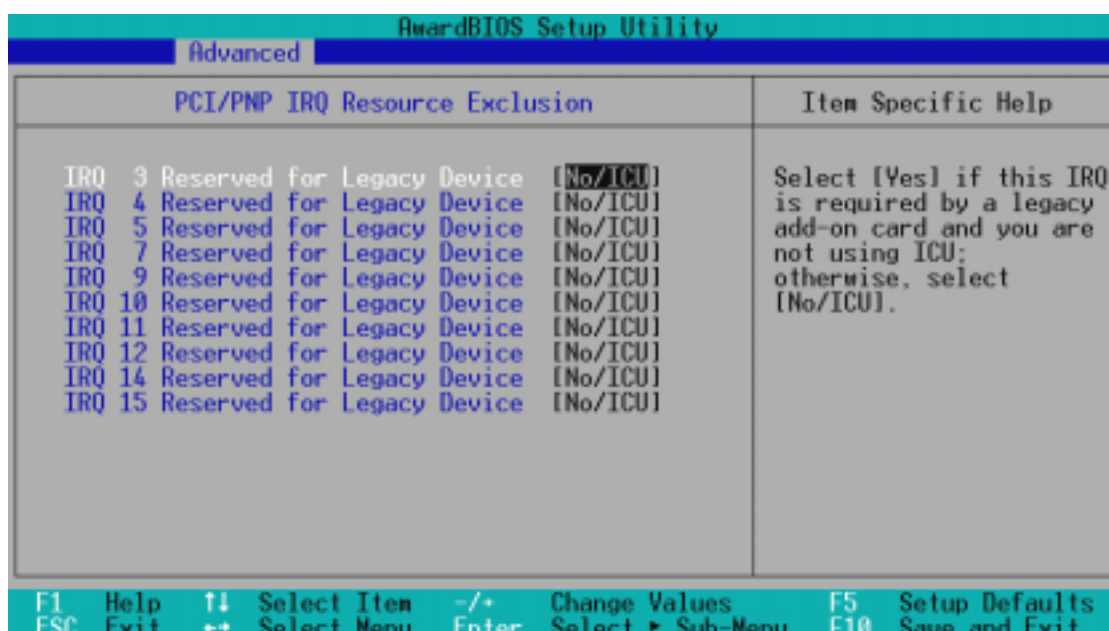 AwardBIOS Setup Utility
Advanced
PCI/PNP IRQ Resource Exclusion
Item Specific Help
IRQ 3 Reserved for Legacy Device [No/ICU]
IRQ 4 Reserved for Legacy Device [No/ICU]
IRQ 5 Reserved for Legacy Device [No/ICU]
IRQ 7 Reserved for Legacy Device [No/ICU]
IRQ 9 Reserved for Legacy Device [No/ICU]
IRQ 10 Reserved for Legacy Device [No/ICU]
IRQ 11 Reserved for Legacy Device [No/ICU]
IRQ 12 Reserved for Legacy Device [No/ICU]
IRQ 14 Reserved for Legacy Device [No/ICU]
IRQ 15 Reserved for Legacy Device [No/ICU]
Select [Yes] if this IRQ
is required by a legacy
add-on card and you are
not using ICU;
otherwise, select
[No/ICU].
F1 Help ↑↓ Select Item -/+ Change Values F5 Setup Defaults
ESC Exit ←→ Select Menu Enter Select ► Sub-Menu F10 Save and Exit